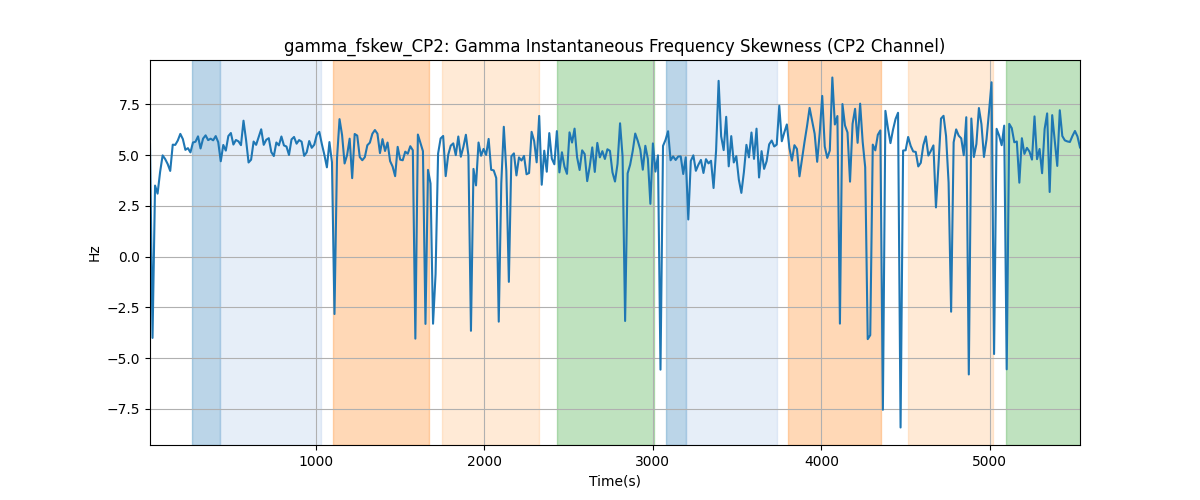 gamma_fskew_CP2: Gamma Instantaneous Frequency Skewness (CP2 Channel)
7.5
5.0
2.5
0.0
−2.5
−5.0
−7.5
Hz
1000 2000 3000 4000 5000
Time(s)